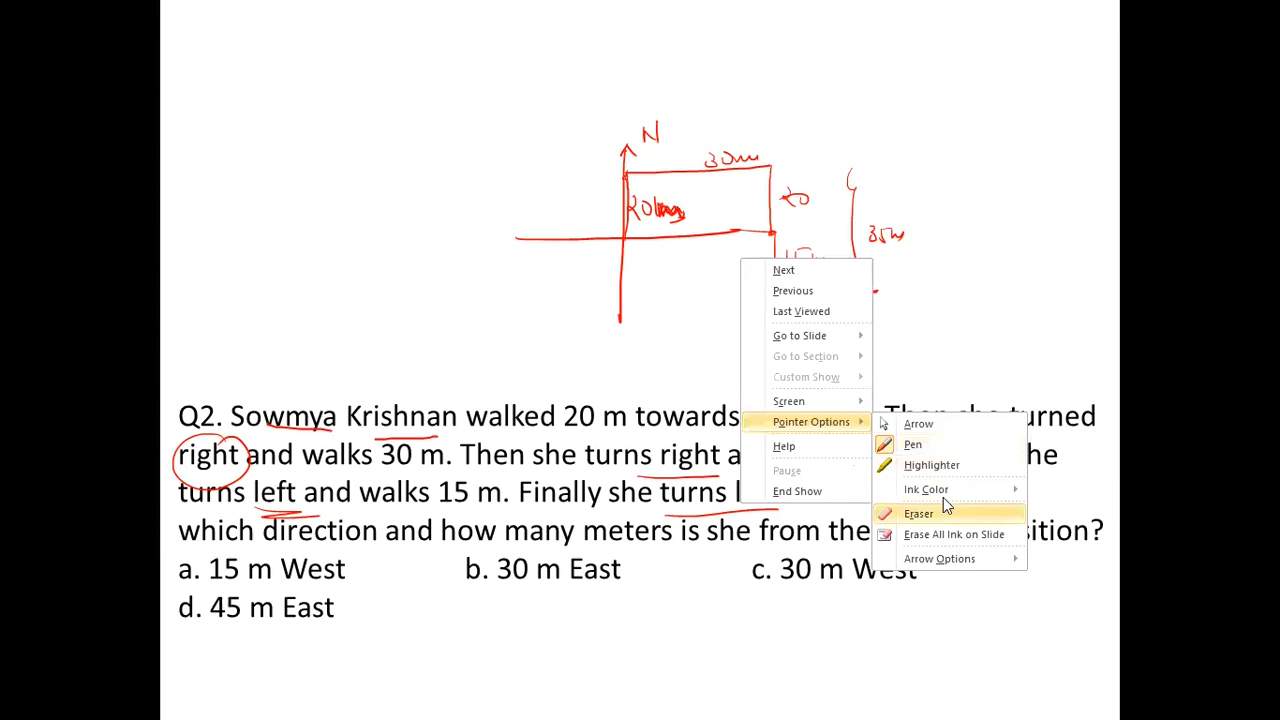 N
30m
20m
35m
Next
Previous
Last Viewed
Go to Slide
Go to Section
Custom Show
Screen
Pointer Options
Help
Pause
End Show
Arrow
Pen
Highlighter
Ink Color
Eraser
Erase All Ink on Slide
Arrow Options
Q2. Sowmya Krishnan walked 20 m towards Then she turned
right and walks 30 m. Then she turns right
turns left and walks 15 m. Finally she turns
which direction and how many meters is she from the
a. 15 m West b. 30 m East c. 30 m West
d. 45 m East